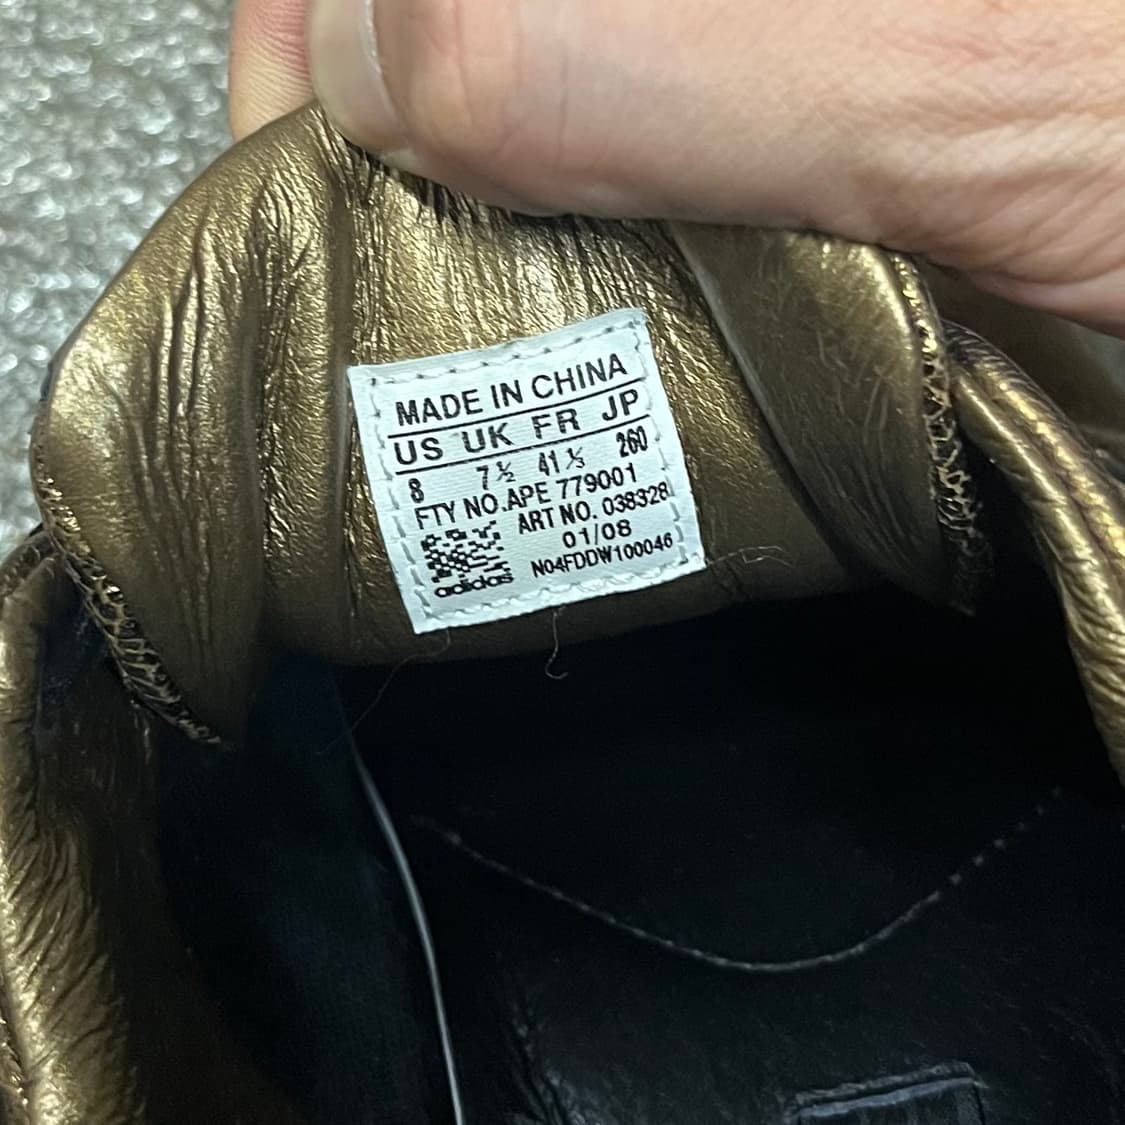 MADE IN CHINA
US UK FR JP
8 7½ 41⅓ 260
FTY NO.APE 779001
ART NO. 038328
01/08
adidas N04FDDW100046